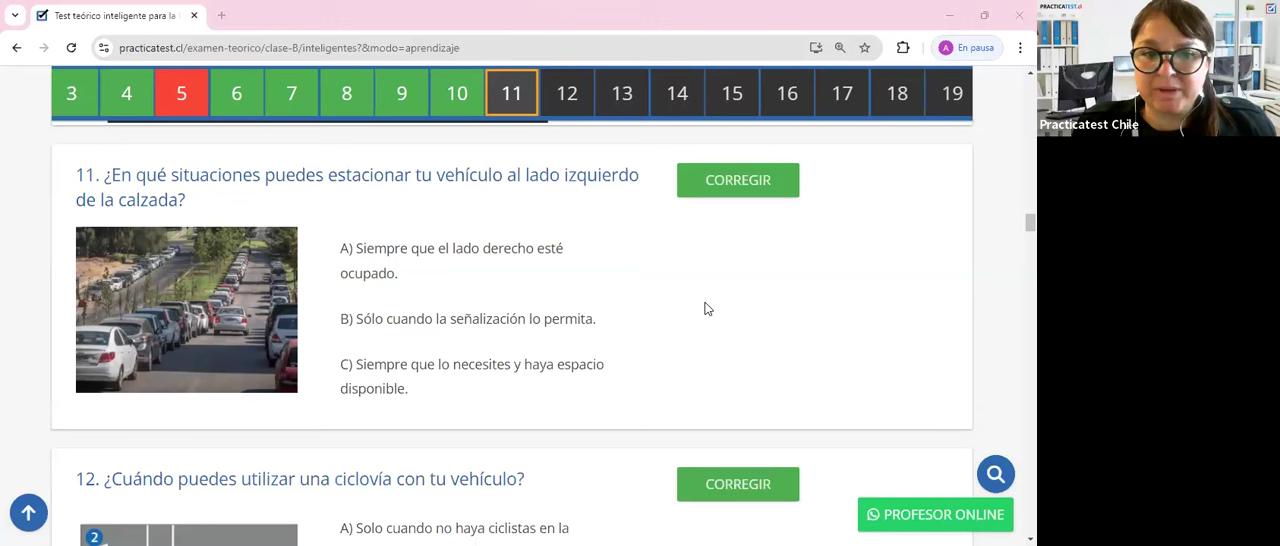 Test teórico inteligente para la
practicatest.cl/examen-teorico/clase-B/inteligentes?&modo=aprendizaje
A En pausa
PRACTICATEST.cl
Practicatest Chile
3 4 5 6 7 8 9 10 11 12 13 14 15 16 17 18 19
11. ¿En qué situaciones puedes estacionar tu vehículo al lado izquierdo
de la calzada?
CORREGIR
A) Siempre que el lado derecho esté
ocupado.
B) Sólo cuando la señalización lo permita.
C) Siempre que lo necesites y haya espacio
disponible.
12. ¿Cuándo puedes utilizar una ciclovía con tu vehículo?
CORREGIR
A) Solo cuando no haya ciclistas en la
2
PROFESOR ONLINE